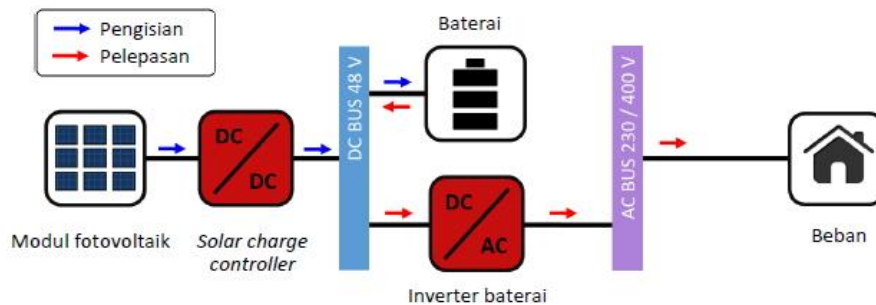 Pengisian
Pelepasan
Baterai
DC BUS 48 V
AC BUS 230 / 400 V
DC
DC
Modul fotovoltaik
Solar charge
controller
DC
AC
Inverter baterai
Beban